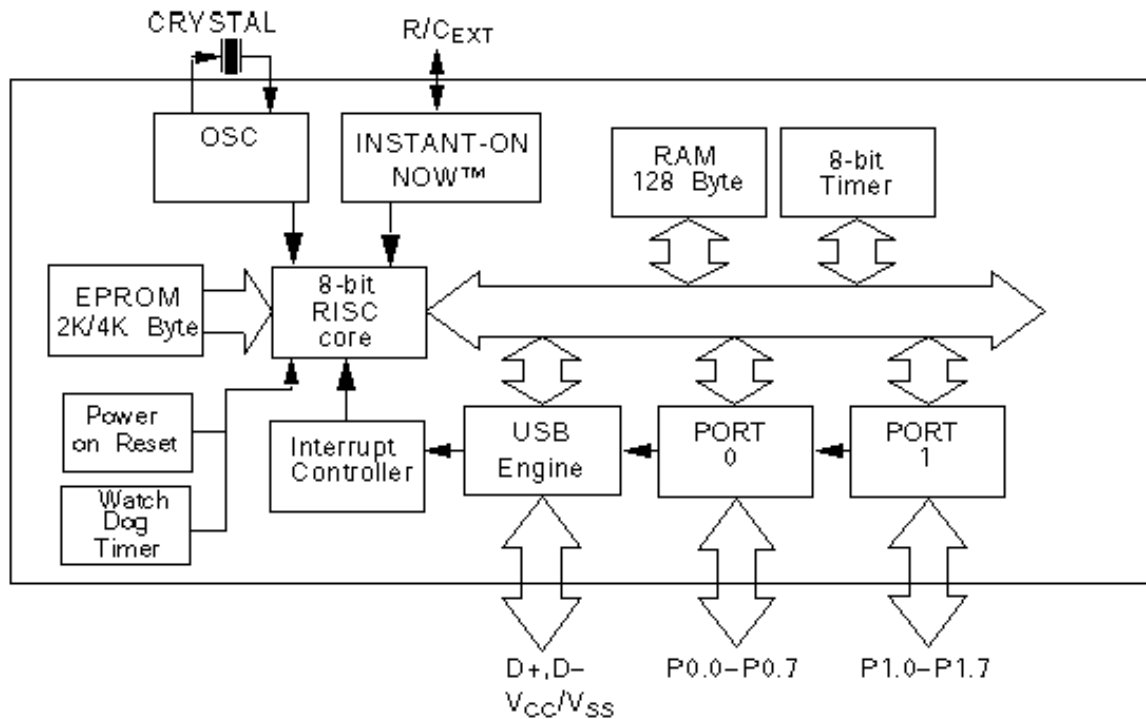 CRYSTAL
R/CEXT
OSC
INSTANT-ON
NOW™
RAM
128 Byte
8-bit
Timer
EPROM
2K/4K Byte
8-bit
RISC
core
Power
on Reset
Watch
Dog
Timer
Interrupt
Controller
USB
Engine
PORT
0
PORT
1
D+,D–
VCC/VSS
P0.0–P0.7
P1.0–P1.7